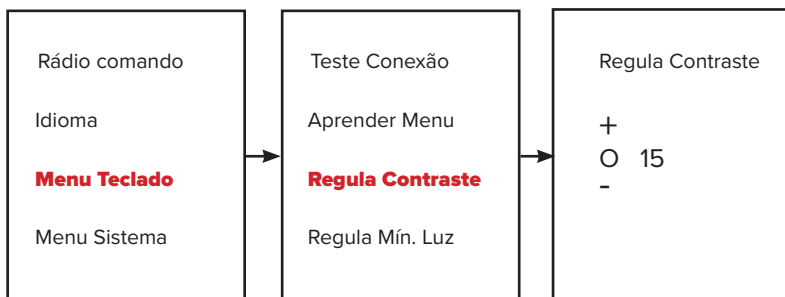 Rádio comando
Idioma
Menu Teclado
Menu Sistema
Teste Conexão
Aprender Menu
Regula Contraste
Regula Mín. Luz
Regula Contraste
+
O 15
-